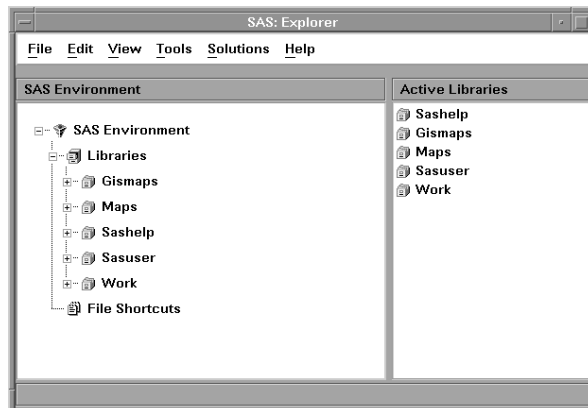 SAS: Explorer
File Edit View Tools Solutions Help
SAS Environment
SAS Environment
Libraries
Gismaps
Maps
Sashelp
Sasuser
Work
File Shortcuts
Active Libraries
Sashelp
Gismaps
Maps
Sasuser
Work